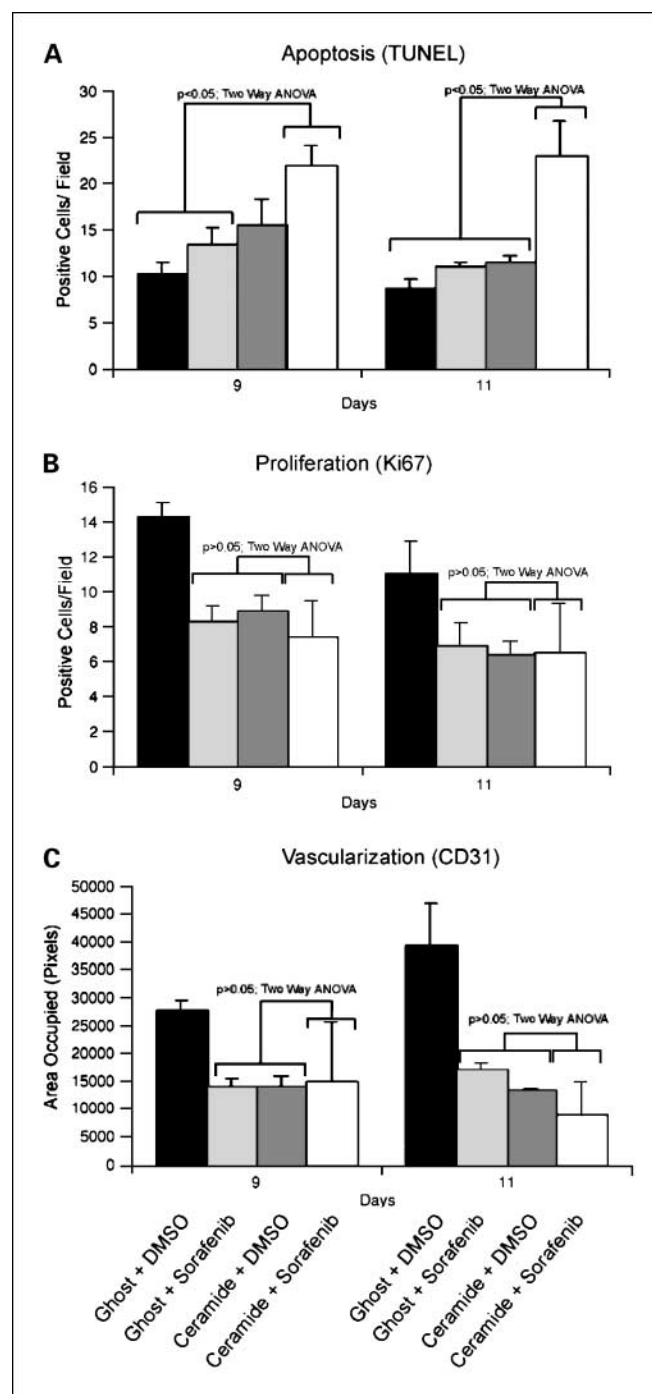 A
Apoptosis (TUNEL)
p<0.05; Two Way ANOVA
p<0.05; Two Way ANOVA
Positive Cells/ Field
30
25
20
15
10
5
0
9
11
Days
B
Proliferation (Ki67)
p>0.05; Two Way ANOVA
p>0.05; Two Way ANOVA
Positive Cells/Field
16
14
12
10
8
6
4
2
0
9
11
Days
C
Vascularization (CD31)
p>0.05; Two Way ANOVA
p>0.05; Two Way ANOVA
Area Occupied (Pixels)
50000
45000
40000
35000
30000
25000
20000
15000
10000
5000
0
9
11
Days
Ghost + DMSO
Ghost + Sorafenib
Ceramide + DMSO
Ceramide + Sorafenib
Ghost + DMSO
Ghost + Sorafenib
Ceramide + DMSO
Ceramide + Sorafenib